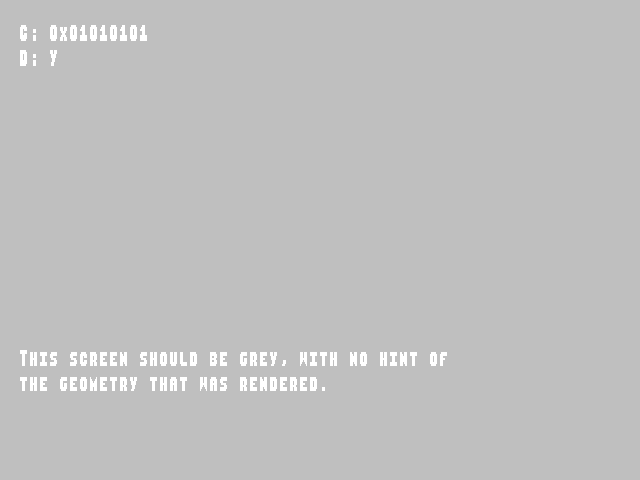 C: 0x01010101
D: Y
This screen should be grey, with no hint of
the geometry that was rendered.